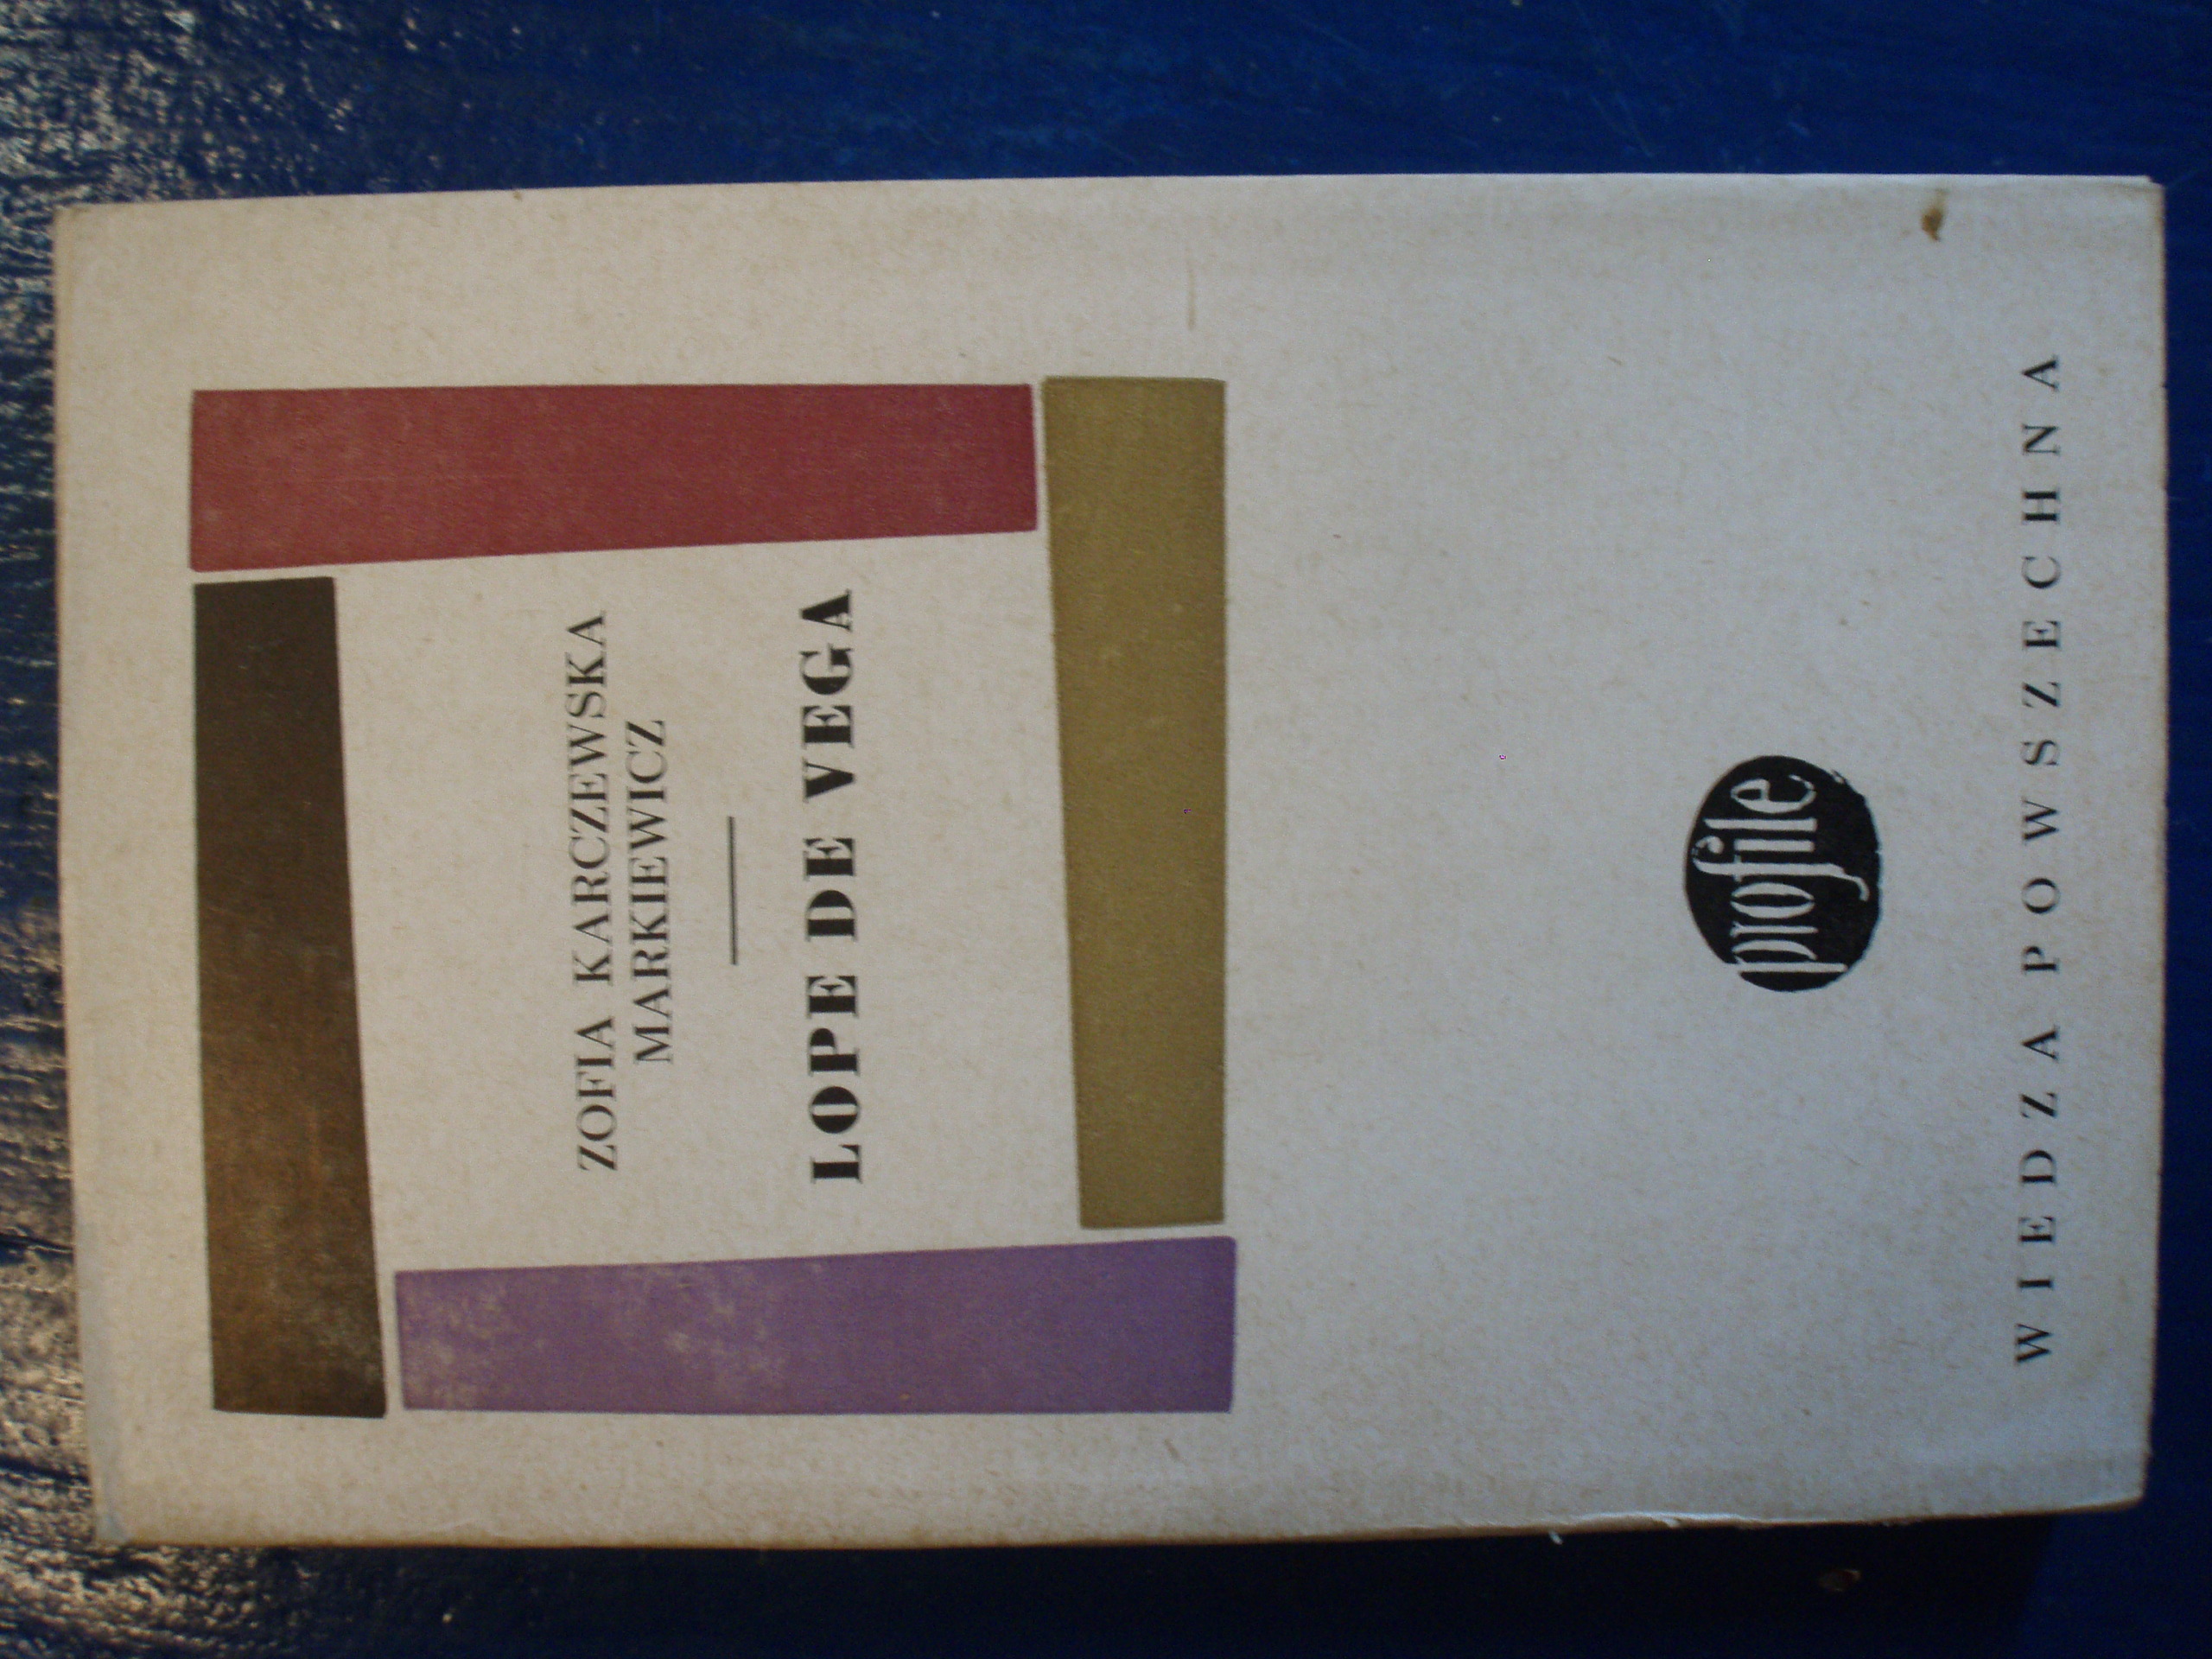 ZOFIA KARCZEWSKA
MARKIEWICZ
LOPE DE VEGA
profile
WIEDZA POWSZECHNA